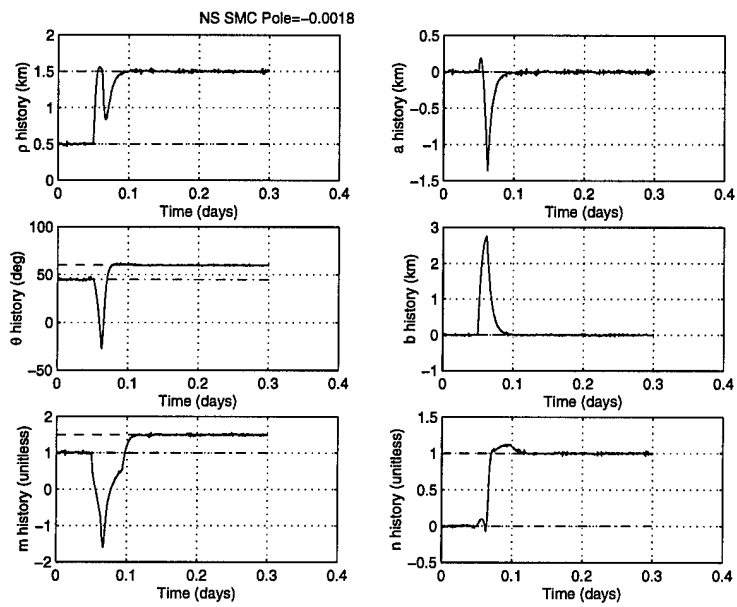 NS SMC Pole=−0.0018
2
1.5
1
0.5
0
0 0.1 0.2 0.3 0.4
ρ history (km)
Time (days)
0.5
0
−0.5
−1
−1.5
0 0.1 0.2 0.3 0.4
a history (km)
Time (days)
100
50
0
−50
0 0.1 0.2 0.3 0.4
θ history (deg)
Time (days)
3
2
1
0
−1
0 0.1 0.2 0.3 0.4
b history (km)
Time (days)
2
1
0
−1
−2
0 0.1 0.2 0.3 0.4
m history (unitless)
Time (days)
1.5
1
0.5
0
−0.5
0 0.1 0.2 0.3 0.4
n history (unitless)
Time (days)